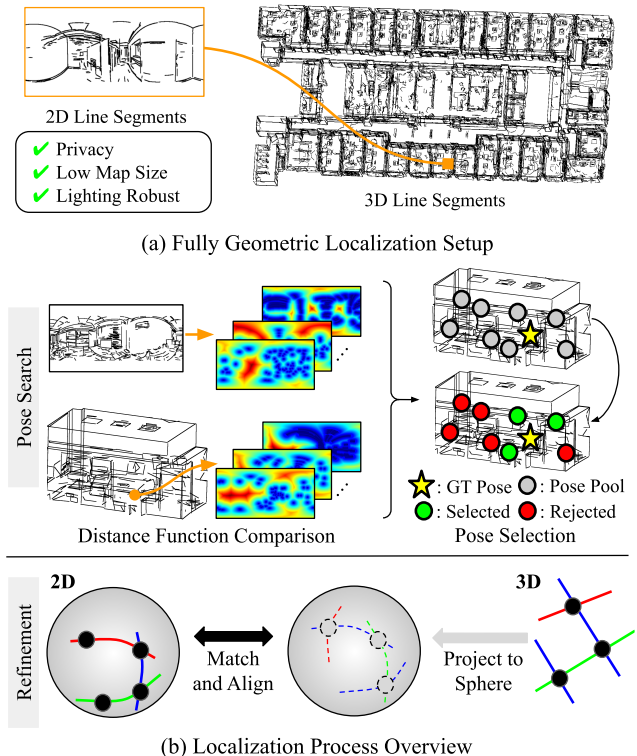 2D Line Segments
✔ Privacy
✔ Low Map Size
✔ Lighting Robust
3D Line Segments
(a) Fully Geometric Localization Setup
Pose Search
Distance Function Comparison
: GT Pose
: Pose Pool
: Selected
: Rejected
Pose Selection
Refinement
2D
Match
and Align
Project to
Sphere
3D
(b) Localization Process Overview